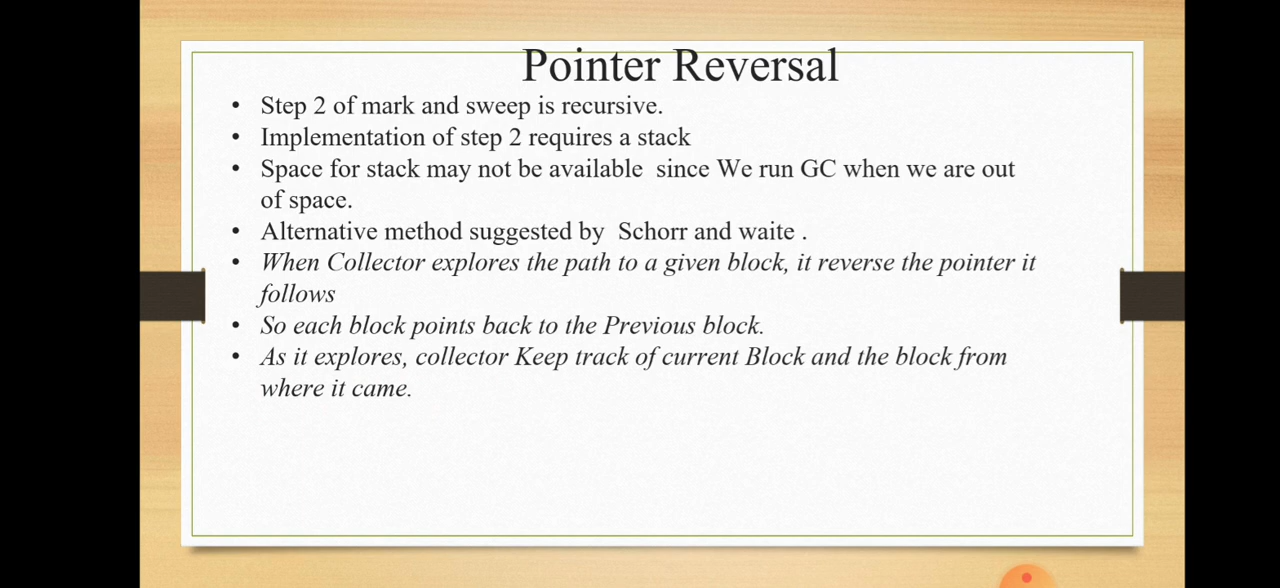 Pointer Reversal
• Step 2 of mark and sweep is recursive.
• Implementation of step 2 requires a stack
• Space for stack may not be available  since We run GC when we are out
of space.
• Alternative method suggested by  Schorr and waite .
• When Collector explores the path to a given block, it reverse the pointer it
follows
• So each block points back to the Previous block.
• As it explores, collector Keep track of current Block and the block from
where it came.